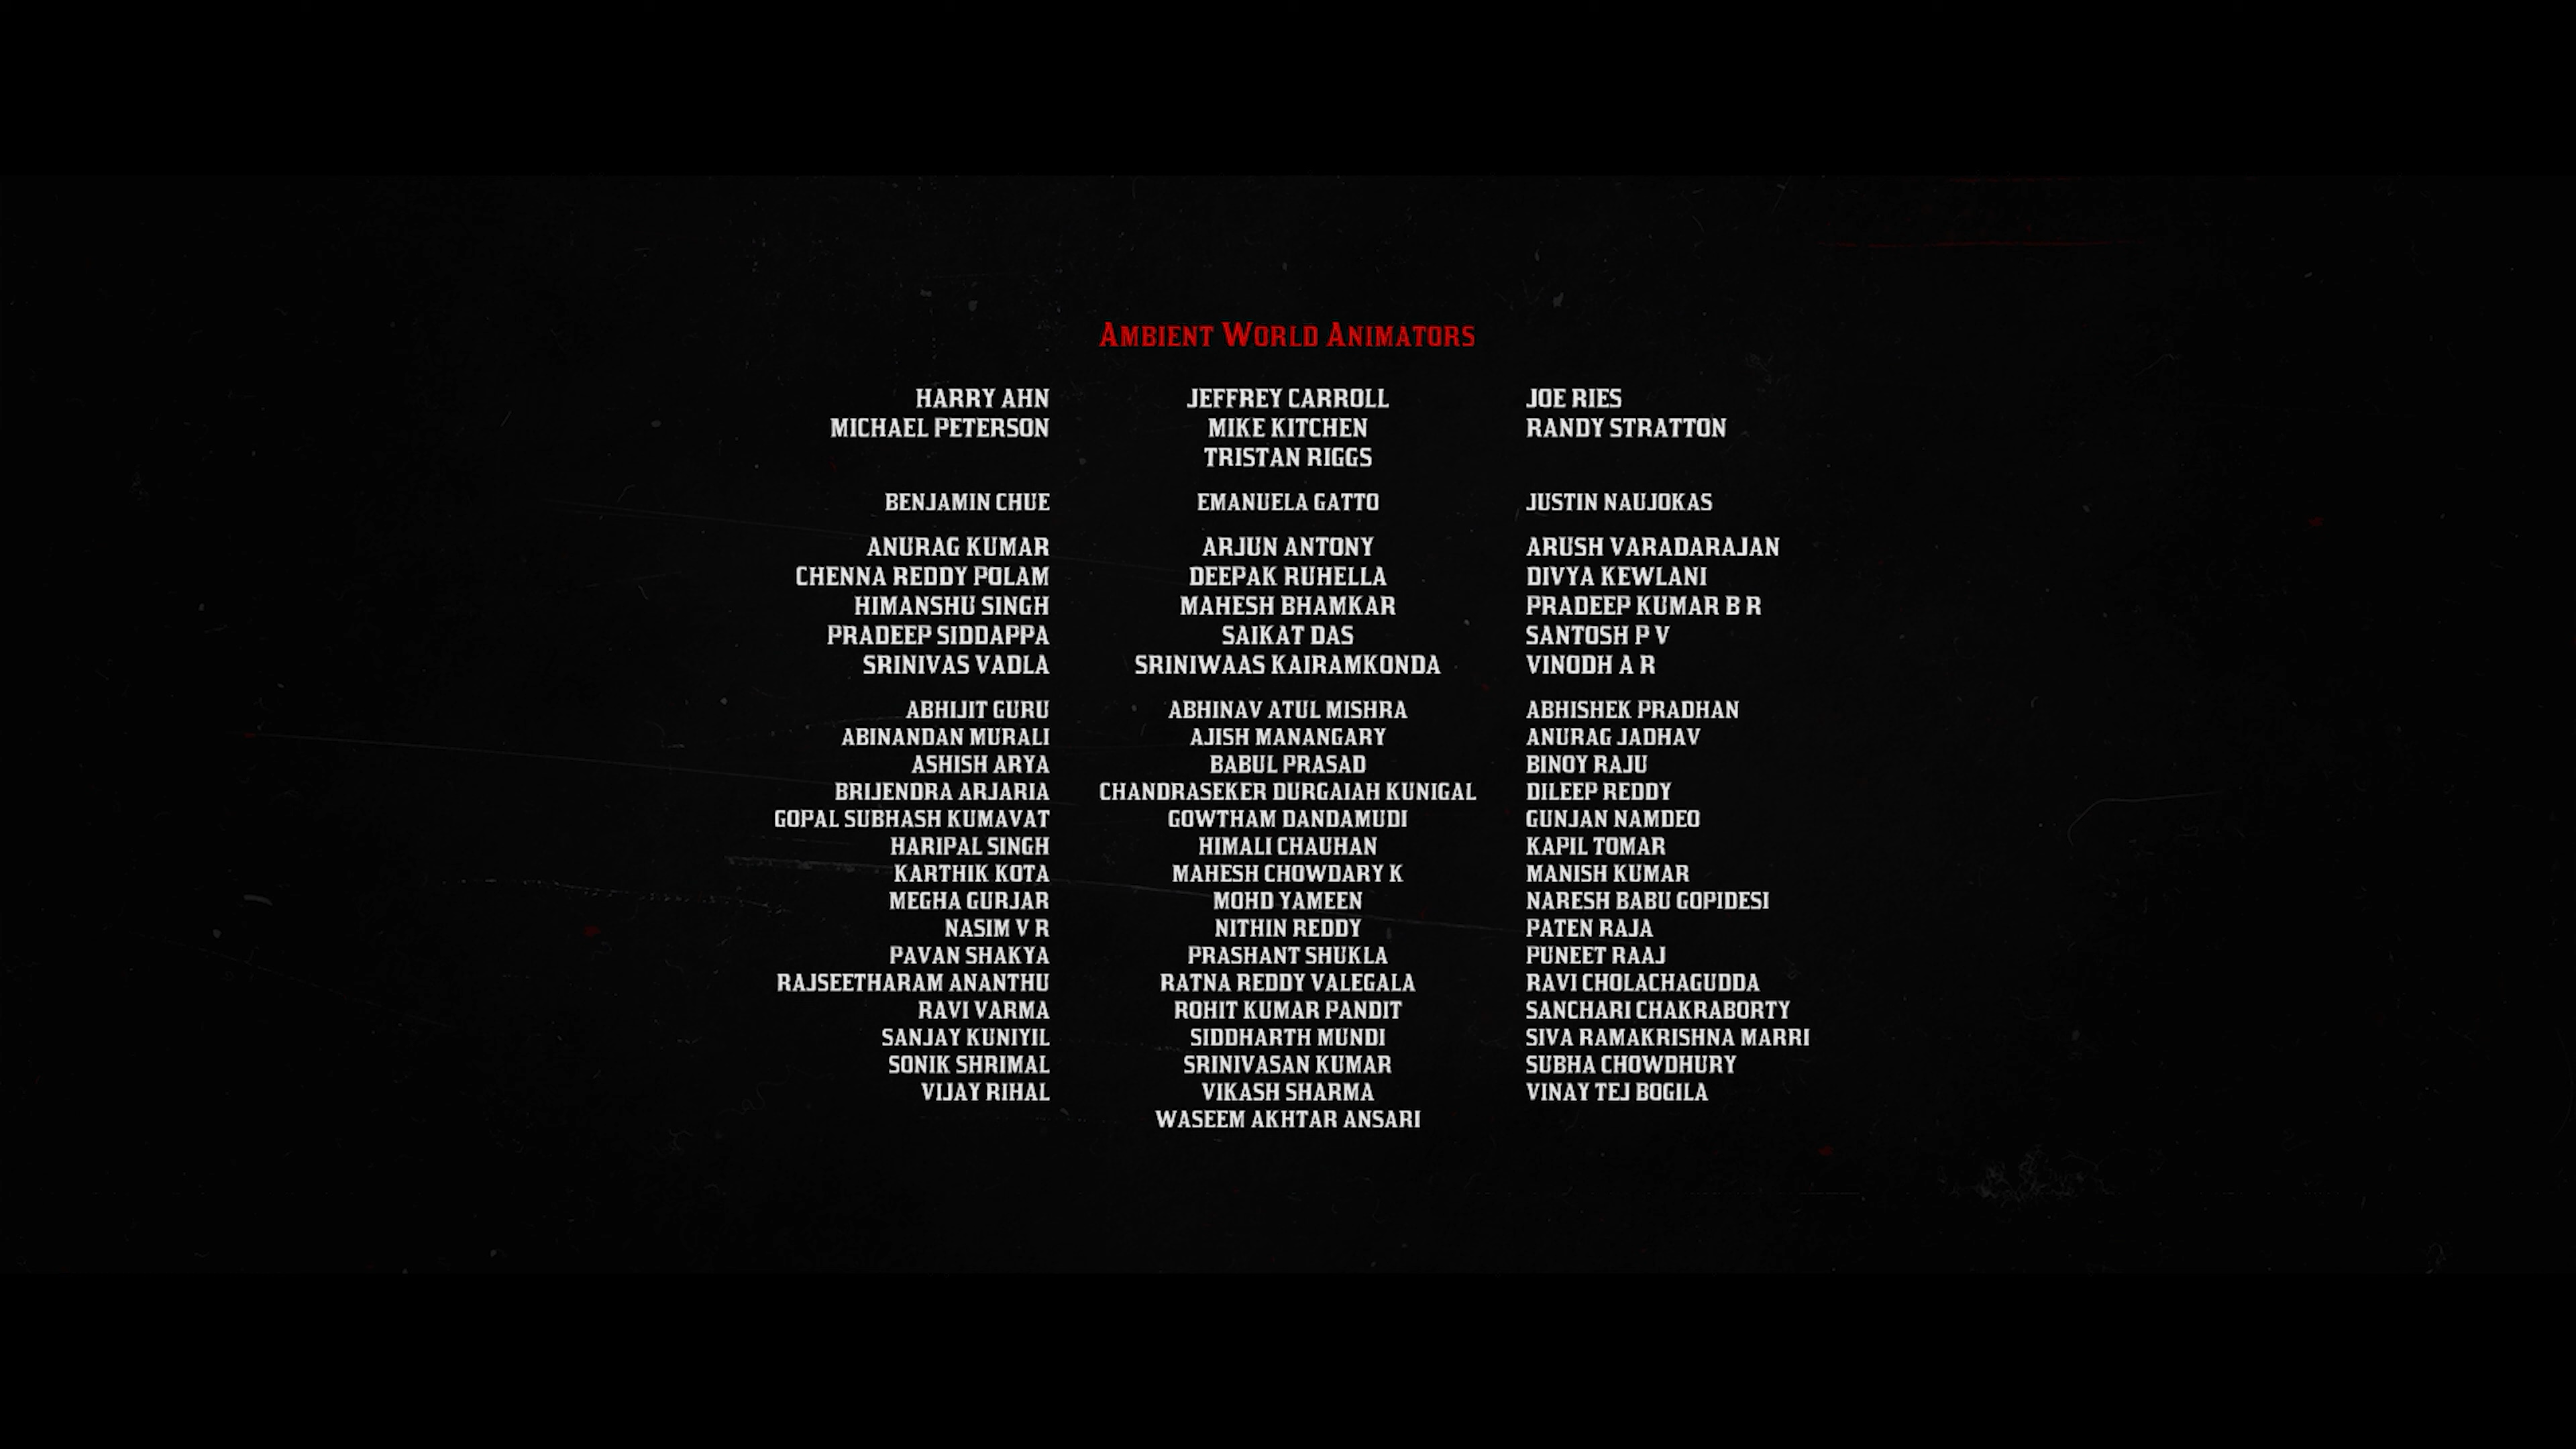 AMBIENT WORLD ANIMATORS
HARRY AHN JEFFREY CARROLL JOE RIES
MICHAEL PETERSON MIKE KITCHEN RANDY STRATTON
TRISTAN RIGGS
BENJAMIN CHUE EMANUELA GATTO JUSTIN NAUJOKAS
ANURAG KUMAR ARJUN ANTONY ARUSH VARADARAJAN
CHENNA REDDY POLAM DEEPAK RUHELLA DIVYA KEWLANI
HIMANSHU SINGH MAHESH BHAMKAR PRADEEP KUMAR B R
PRADEEP SIDDAPPA SAIKAT DAS SANTOSH P V
SRINIVAS VADLA SRINIWAAS KAIRAMKONDA VINODH A R
ABHIJIT GURU ABHINAV ATUL MISHRA ABHISHEK PRADHAN
ABINANDAN MURALI AJISH MANANGARY ANURAG JADHAV
ASHISH ARYA BABUL PRASAD BINOY RAJU
BRIJENDRA ARJARIA CHANDRASEKER DURGAIAH KUNIGAL DILEEP REDDY
GOPAL SUBHASH KUMAVAT GOWTHAM DANDAMUDI GUNJAN NAMDEO
HARIPAL SINGH HIMALI CHAUHAN KAPIL TOMAR
KARTHIK KOTA MAHESH CHOWDARY K MANISH KUMAR
MEGHA GURJAR MOHD YAMEEN NARESH BABU GOPIDESI
NASIM V R NITHIN REDDY PATEN RAJA
PAVAN SHAKYA PRASHANT SHUKLA PUNEET RAAJ
RAJSEETHARAM ANANTHU RATNA REDDY VALEGALA RAVI CHOLACHAGUDDA
RAVI VARMA ROHIT KUMAR PANDIT SANCHARI CHAKRABORTY
SANJAY KUNIYIL SIDDHARTH MUNDI SIVA RAMAKRISHNA MARRI
SONIK SHRIMAL SRINIVASAN KUMAR SUBHA CHOWDHURY
VIJAY RIHAL VIKASH SHARMA VINAY TEJ BOGILA
WASEEM AKHTAR ANSARI